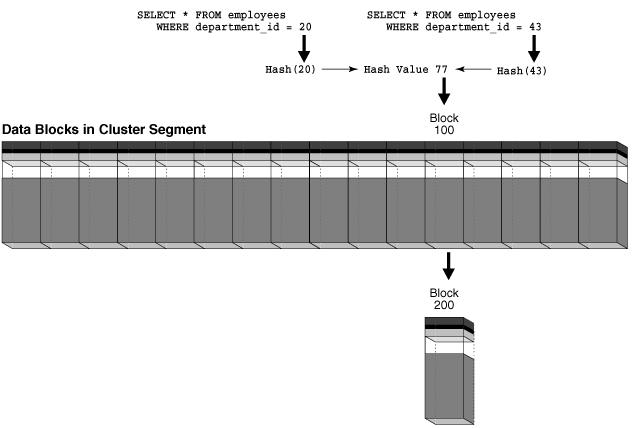 SELECT * FROM employees
WHERE department_id = 20
SELECT * FROM employees
WHERE department_id = 43
Hash(20)
Hash Value 77
Hash(43)
Block
100
Data Blocks in Cluster Segment
Block
200